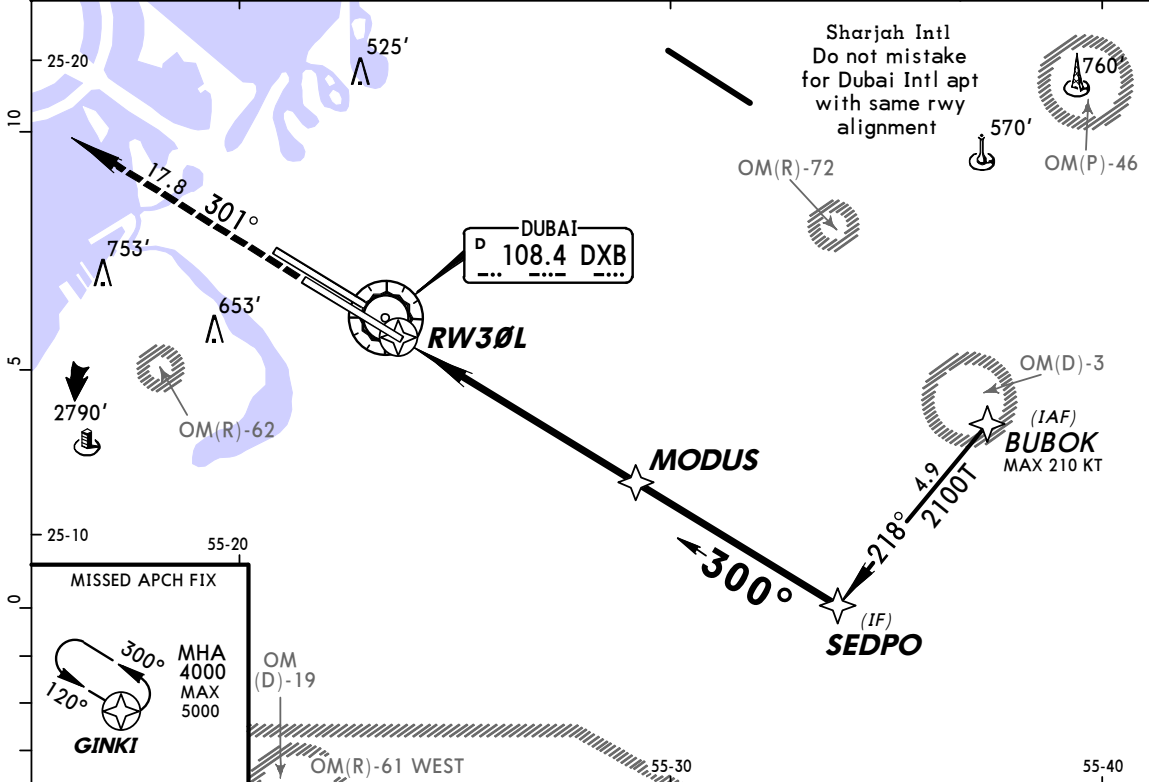 Sharjah Intl
Do not mistake
for Dubai Intl apt
with same rwy
alignment
525'
25-20
760'
570'
OM(P)-46
OM(R)-72
10
17.8
301°
DUBAI
D 108.4 DXB
753'
653'
RW3ØL
5
OM(D)-3
2790'
OM(R)-62
(IAF)
BUBOK
MAX 210 KT
MODUS
4.9
2100T
218°
25-10
55-20
300°
MISSED APCH FIX
0
(IF)
SEDPO
300°
120°
MHA
4000
MAX
5000
GINKI
OM
(D)-19
OM(R)-61 WEST
55-30
55-40